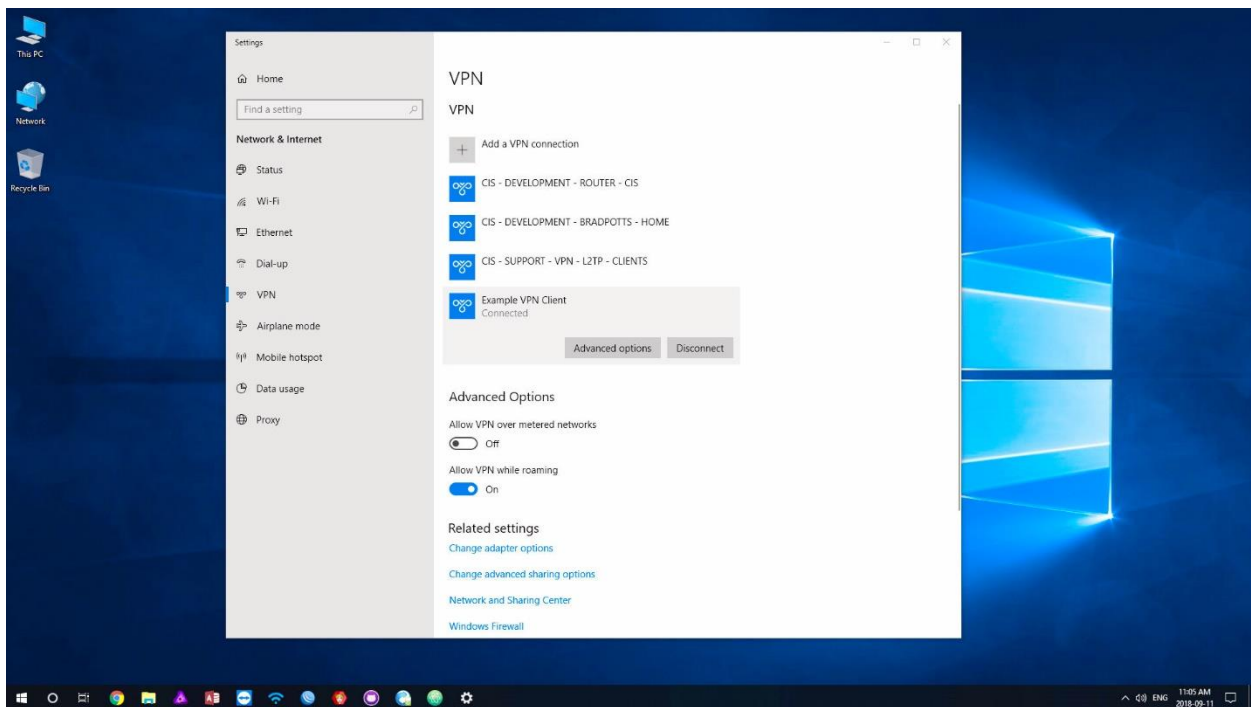 This PC
Network
Recycle Bin
Settings
Home
Find a setting
Network & Internet
Status
Wi-Fi
Ethernet
Dial-up
VPN
Airplane mode
Mobile hotspot
Data usage
Proxy
VPN
VPN
Add a VPN connection
CIS - DEVELOPMENT - ROUTER - CIS
CIS - DEVELOPMENT - BRADPOTTS - HOME
CIS - SUPPORT - VPN - L2TP - CLIENTS
Example VPN Client
Connected
Advanced options Disconnect
Advanced Options
Allow VPN over metered networks
Off
Allow VPN while roaming
On
Related settings
Change adapter options
Change advanced sharing options
Network and Sharing Center
Windows Firewall
ENG 11:05 AM
2018-09-11